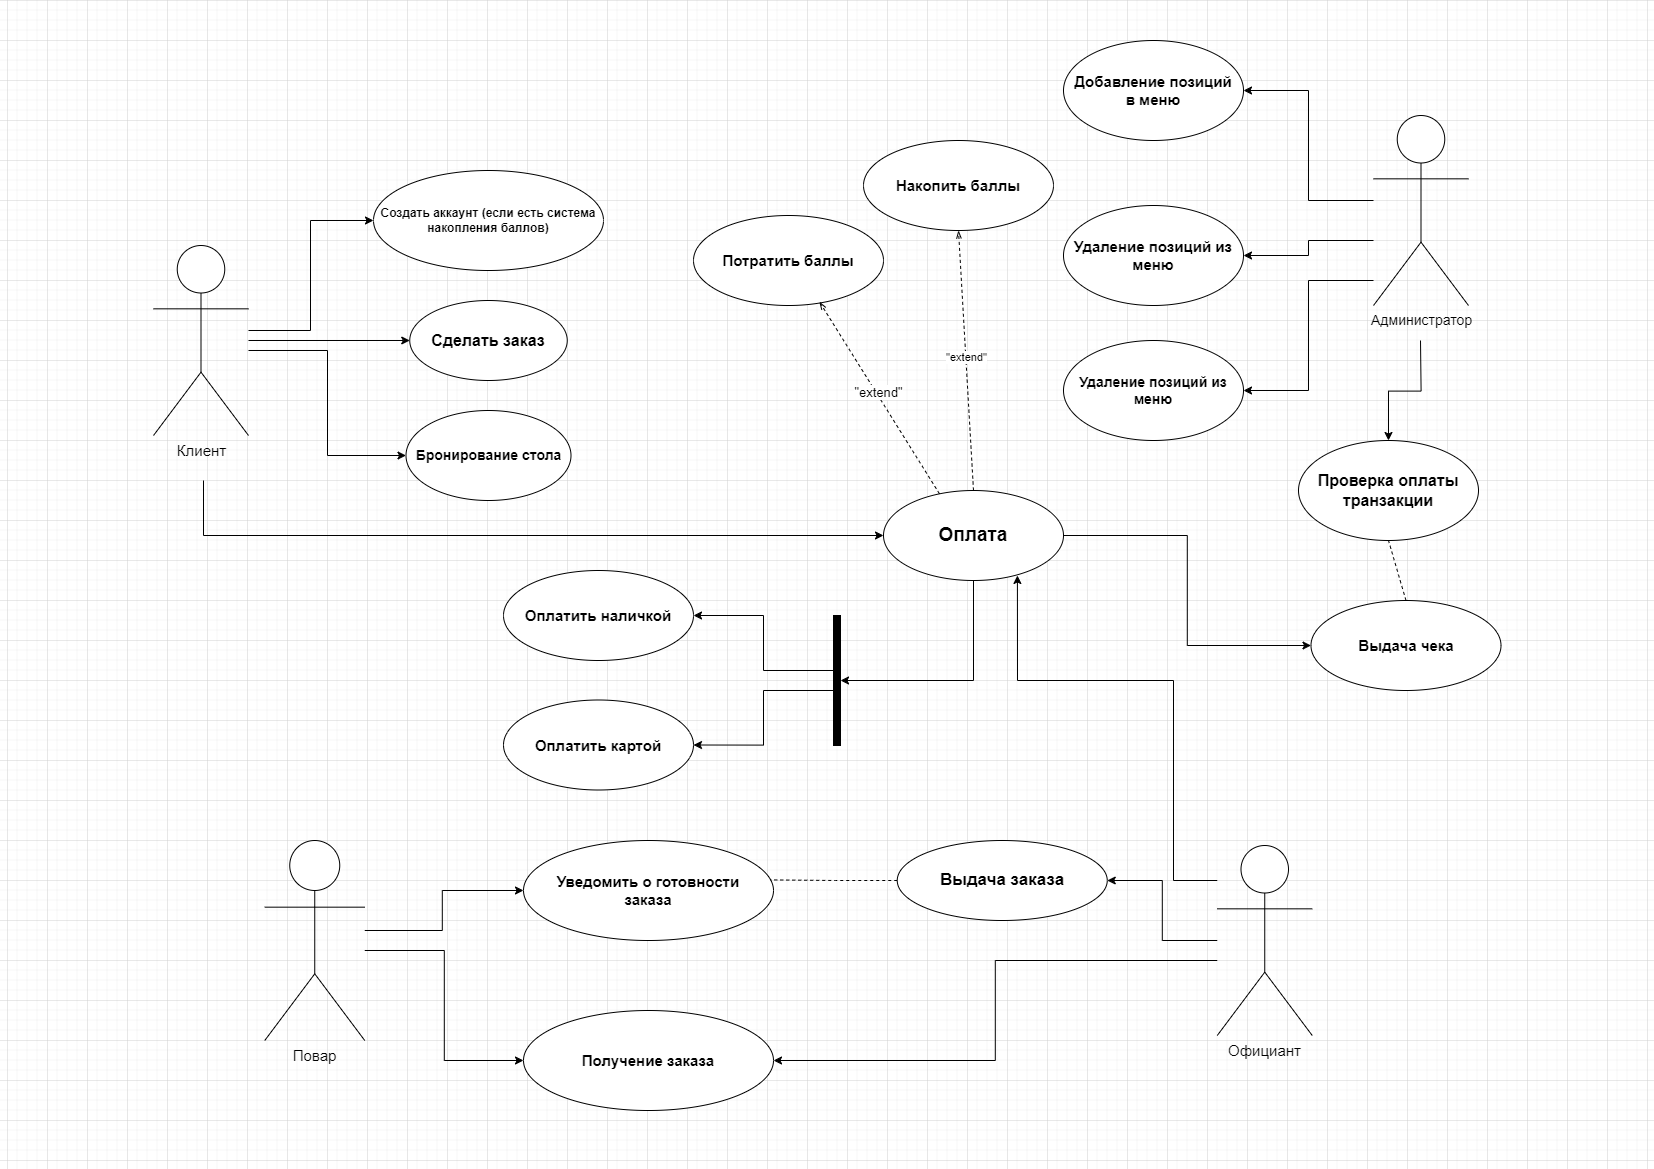 Добавление позиций
в меню
Накопить баллы
Создать аккаунт (если есть система
накопления баллов)
Потратить баллы
Удаление позиций из
меню
Администратор
Сделать заказ
"extend"
"extend"
Удаление позиций из
меню
Клиент
Бронирование стола
Проверка оплаты
транзакции
Оплата
Оплатить наличкой
Выдача чека
Оплатить картой
Уведомить о готовности
заказа
Выдача заказа
Повар
Получение заказа
Официант